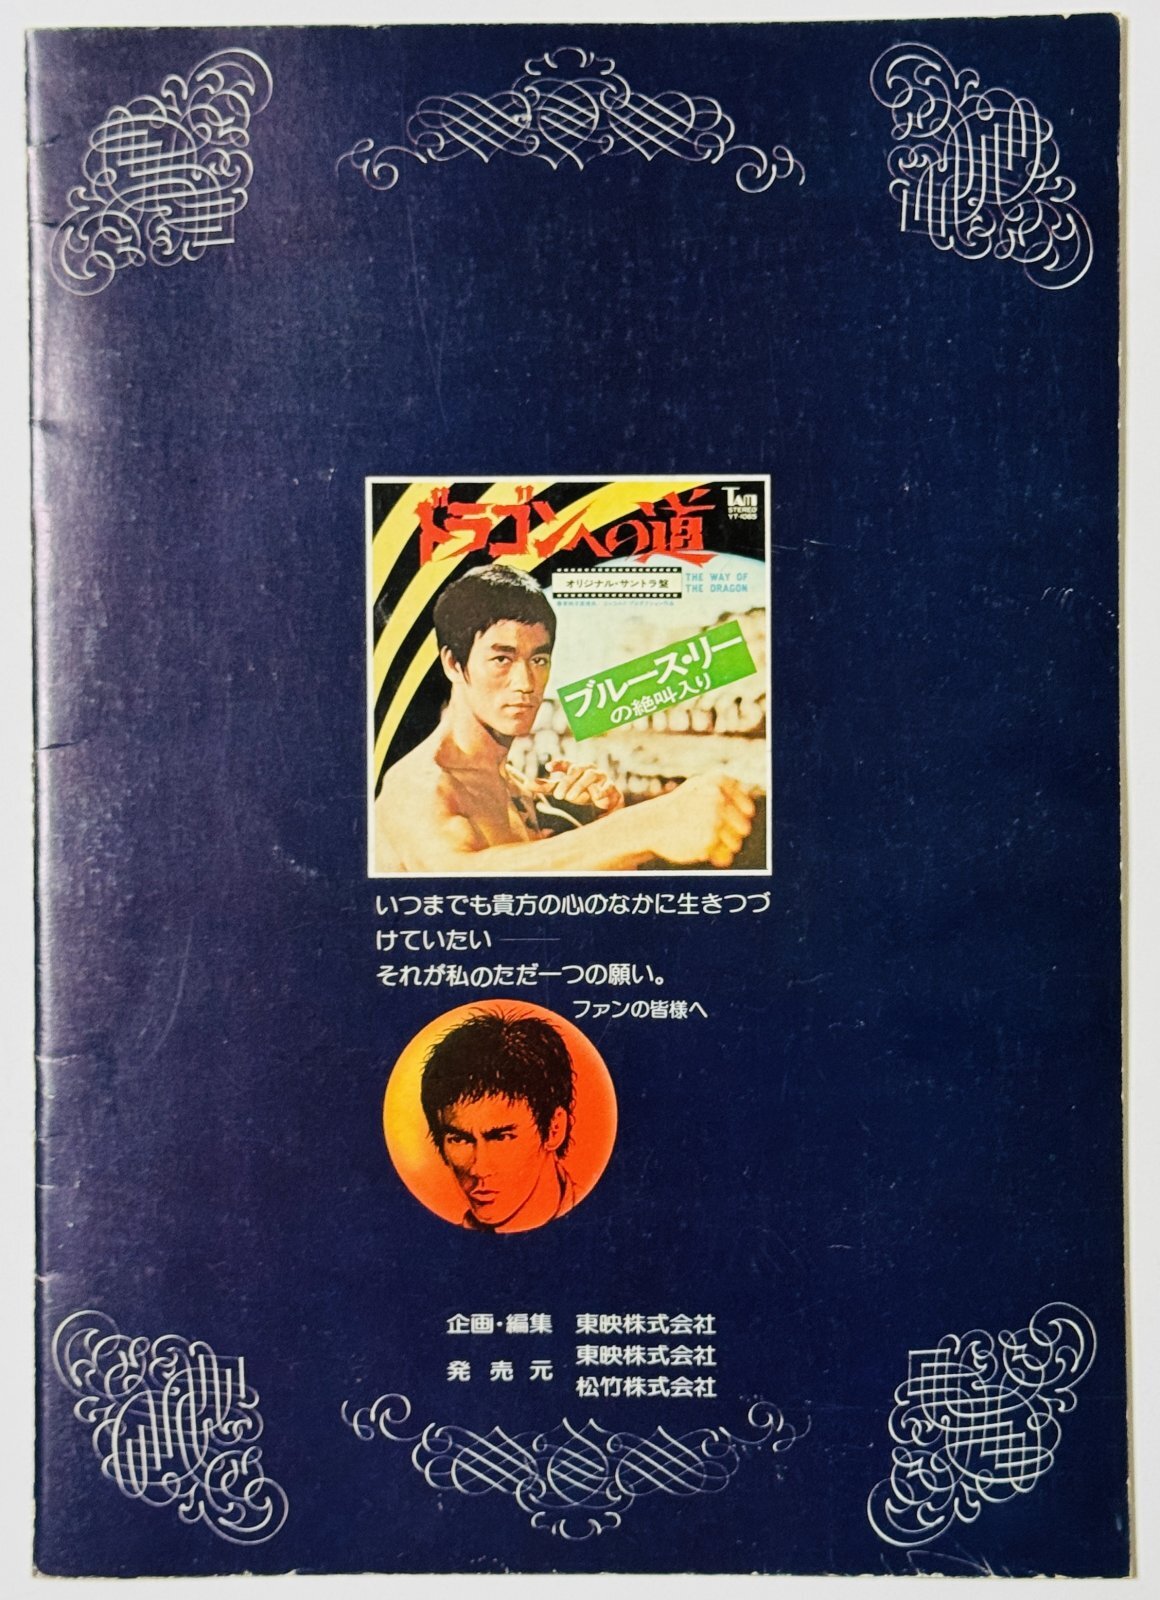 ドラゴンへの道
TAM
STEREO
YT-1085
オリジナル・サントラ盤
THE WAY OF
THE DRAGON
ブルース・リー
の絶叫入り
いつまでも貴方の心のなかに生きつづ
けていたい――
それが私のただ一つの願い。
ファンの皆様へ
企画・編集 東映株式会社
発売元 東映株式会社
松竹株式会社